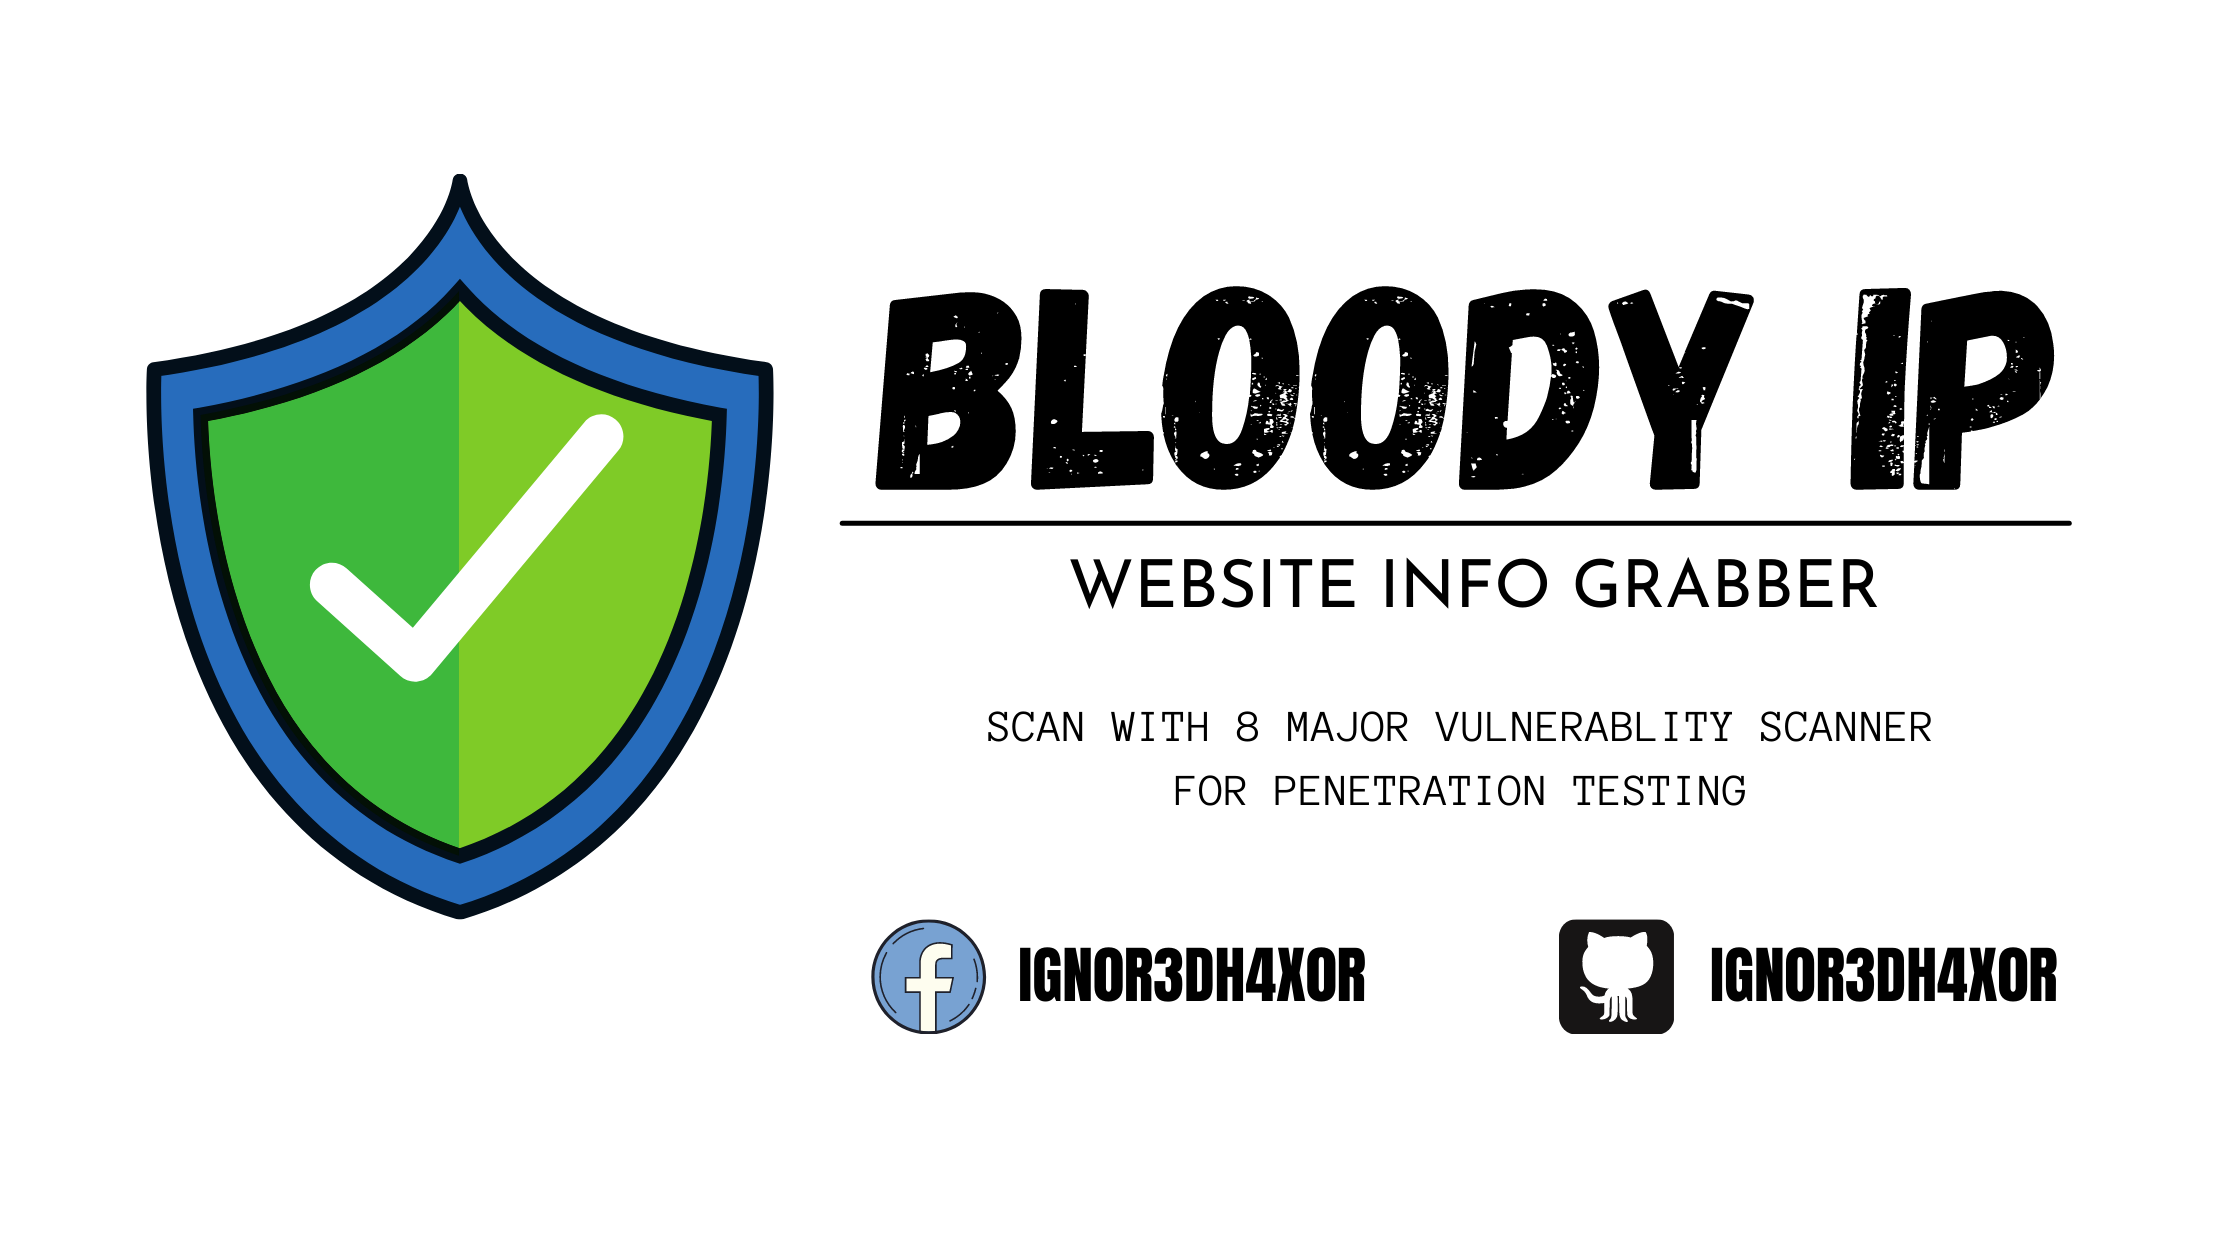 BLOODY IP
WEBSITE INFO GRABBER
SCAN WITH 8 MAJOR VULNERABLITY SCANNER
FOR PENETRATION TESTING
IGNOR3DH4XOR
IGNOR3DH4XOR